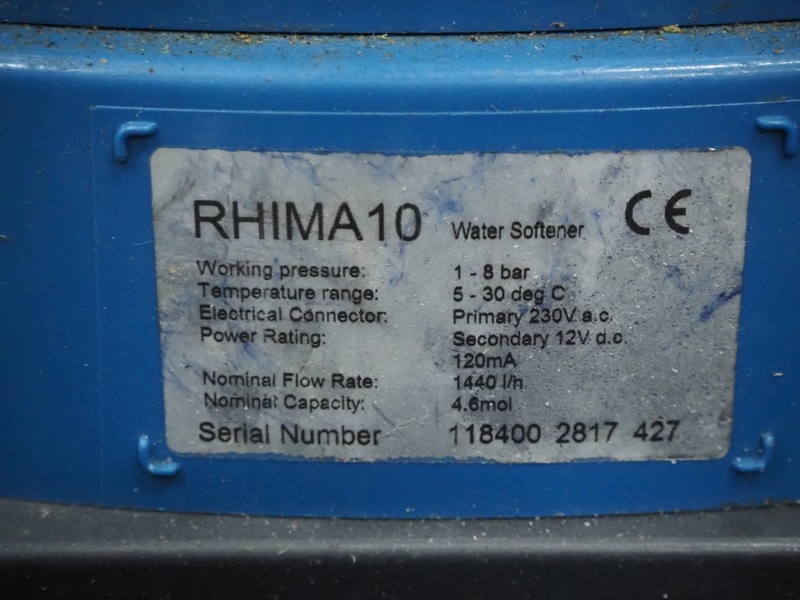 RHIMA10 Water Softener CE
Working pressure: 1 - 8 bar
Temperature range: 5 - 30 deg C
Electrical Connector: Primary 230V a.c.
Power Rating: Secondary 12V d.c.
120mA
Nominal Flow Rate: 1440 l/h
Nominal Capacity: 4.6mol
Serial Number 118400 2817 427